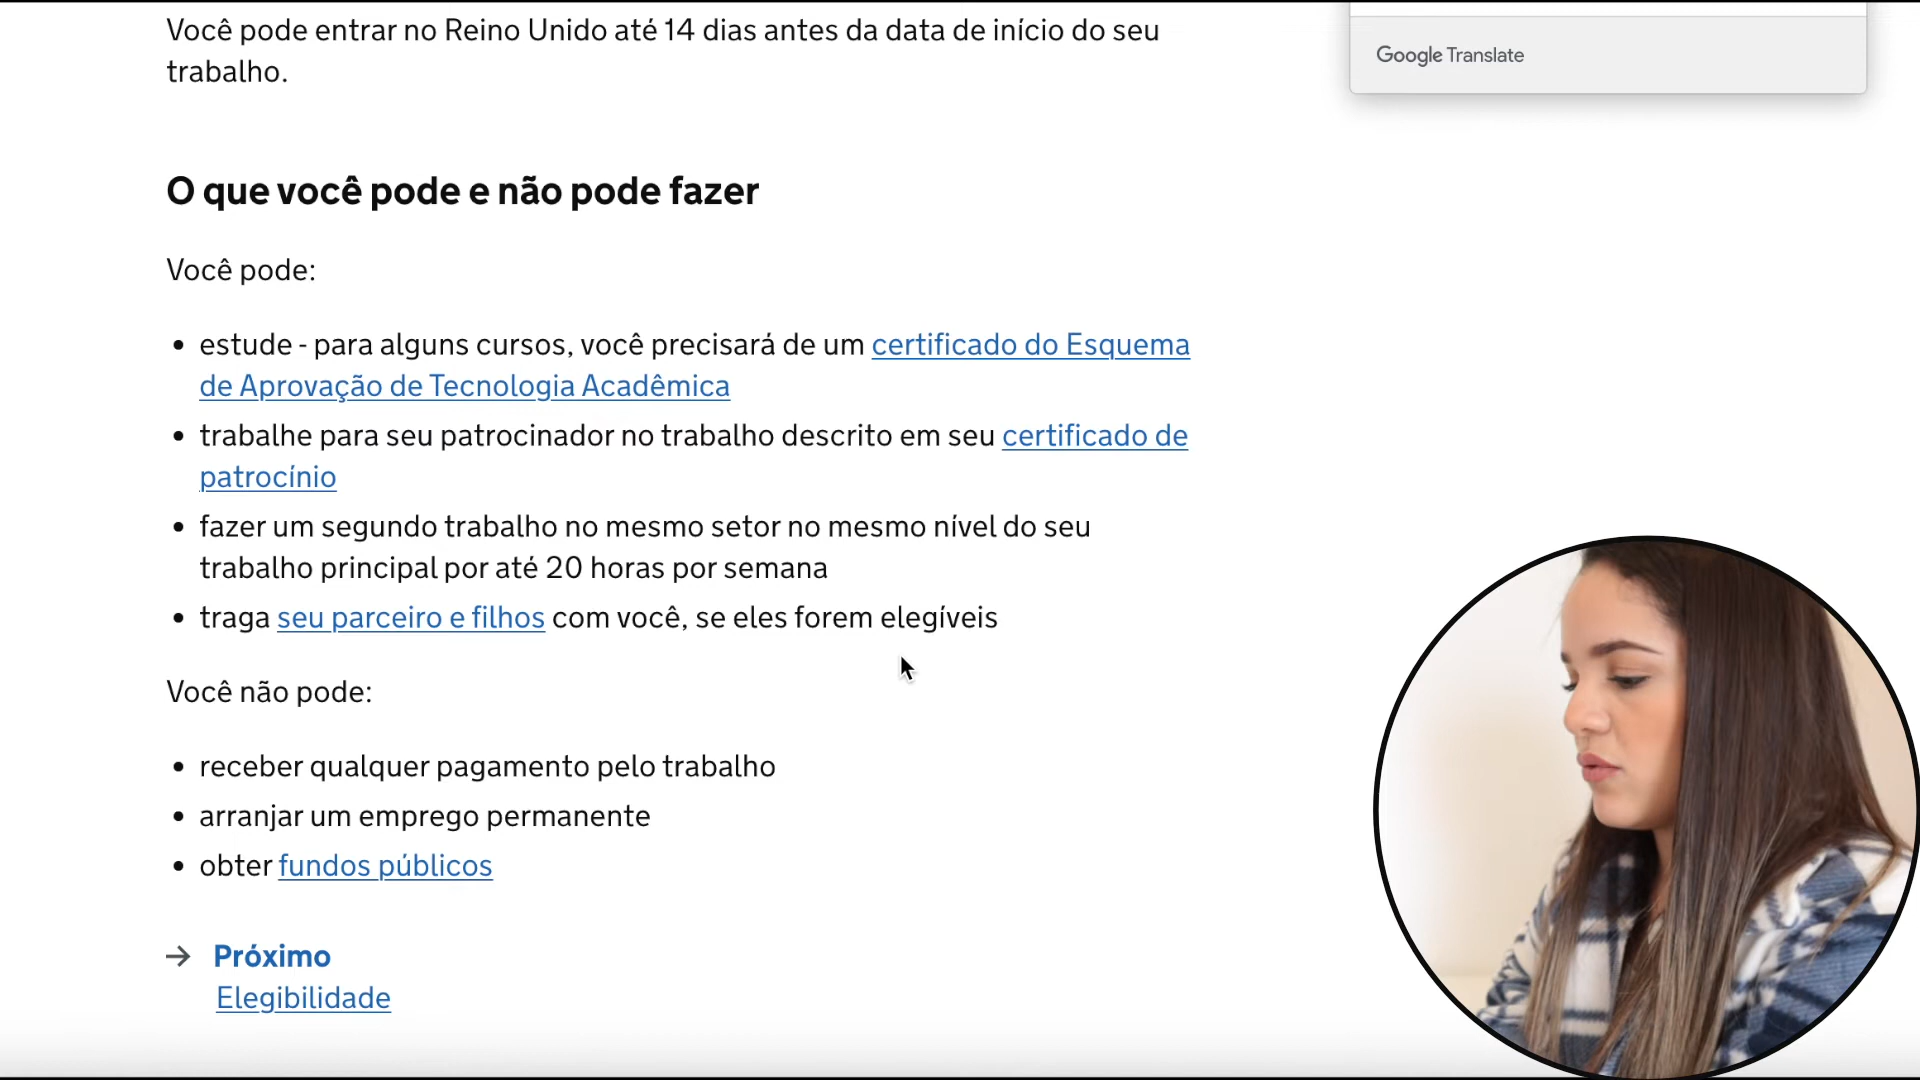 Você pode entrar no Reino Unido até 14 dias antes da data de início do seu
trabalho.
Google Translate
O que você pode e não pode fazer
Você pode:
• estude - para alguns cursos, você precisará de um certificado do Esquema
de Aprovação de Tecnologia Acadêmica
• trabalhe para seu patrocinador no trabalho descrito em seu certificado de
patrocínio
• fazer um segundo trabalho no mesmo setor no mesmo nível do seu
trabalho principal por até 20 horas por semana
• traga seu parceiro e filhos com você, se eles forem elegíveis
Você não pode:
• receber qualquer pagamento pelo trabalho
• arranjar um emprego permanente
• obter fundos públicos
→ Próximo
Elegibilidade